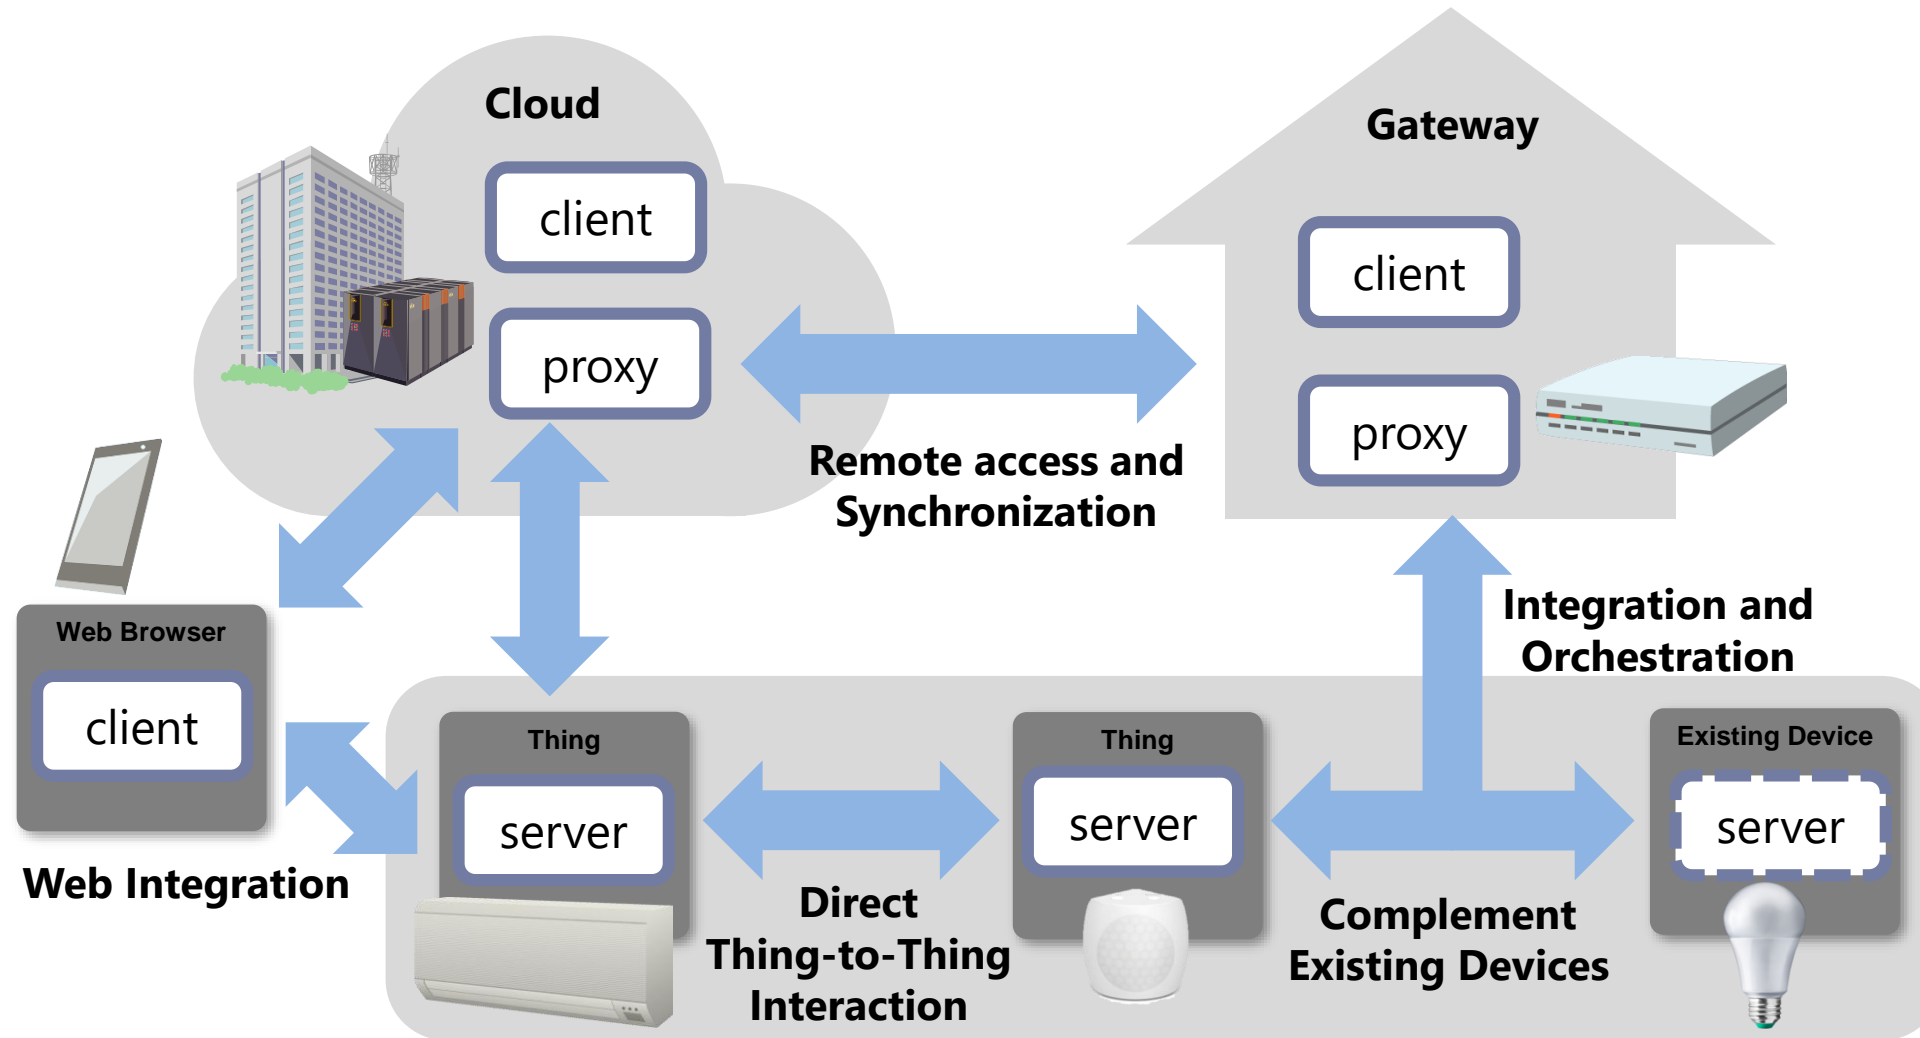 Cloud
client
proxy
Gateway
client
proxy
Remote access and
Synchronization
Integration and
Orchestration
Web Browser
client
Web Integration
Thing
server
Direct
Thing-to-Thing
Interaction
Thing
server
Complement
Existing Devices
Existing Device
server